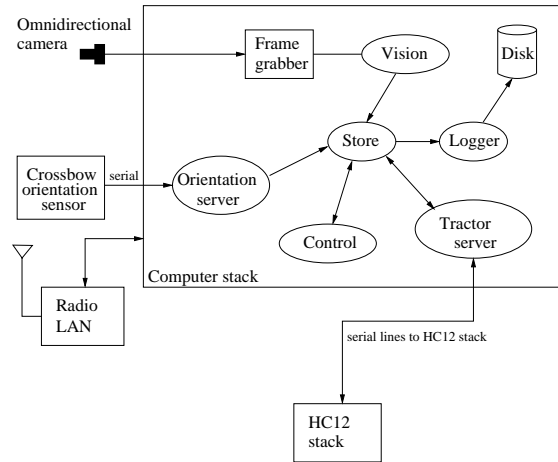 Omnidirectional
camera
Frame
grabber
Vision
Disk
Store
Logger
Crossbow
orientation
sensor
serial
Orientation
server
Control
Tractor
server
Computer stack
Radio
LAN
serial lines to HC12 stack
HC12
stack